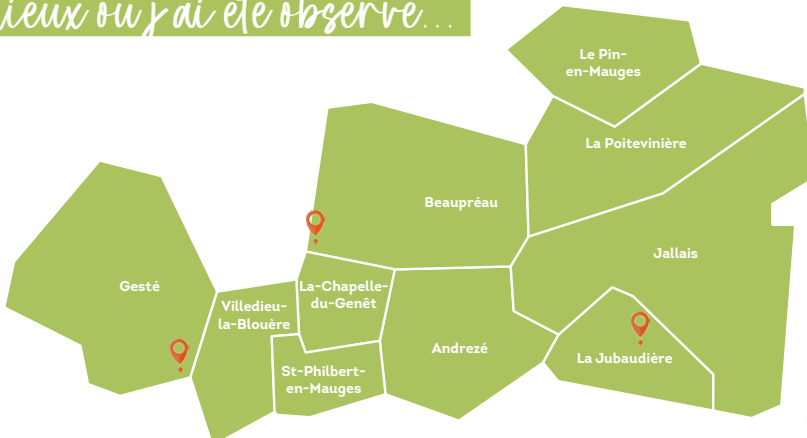 ieux où j'ai été observé...
Le Pin-
en-Mauges
La Poitevinière
Beaupréau
Jallais
Gesté
La-Chapelle-
du-Genêt
Villedieu-
la-Blouère
Andrezé
La Jubaudière
St-Philbert-
en-Mauges